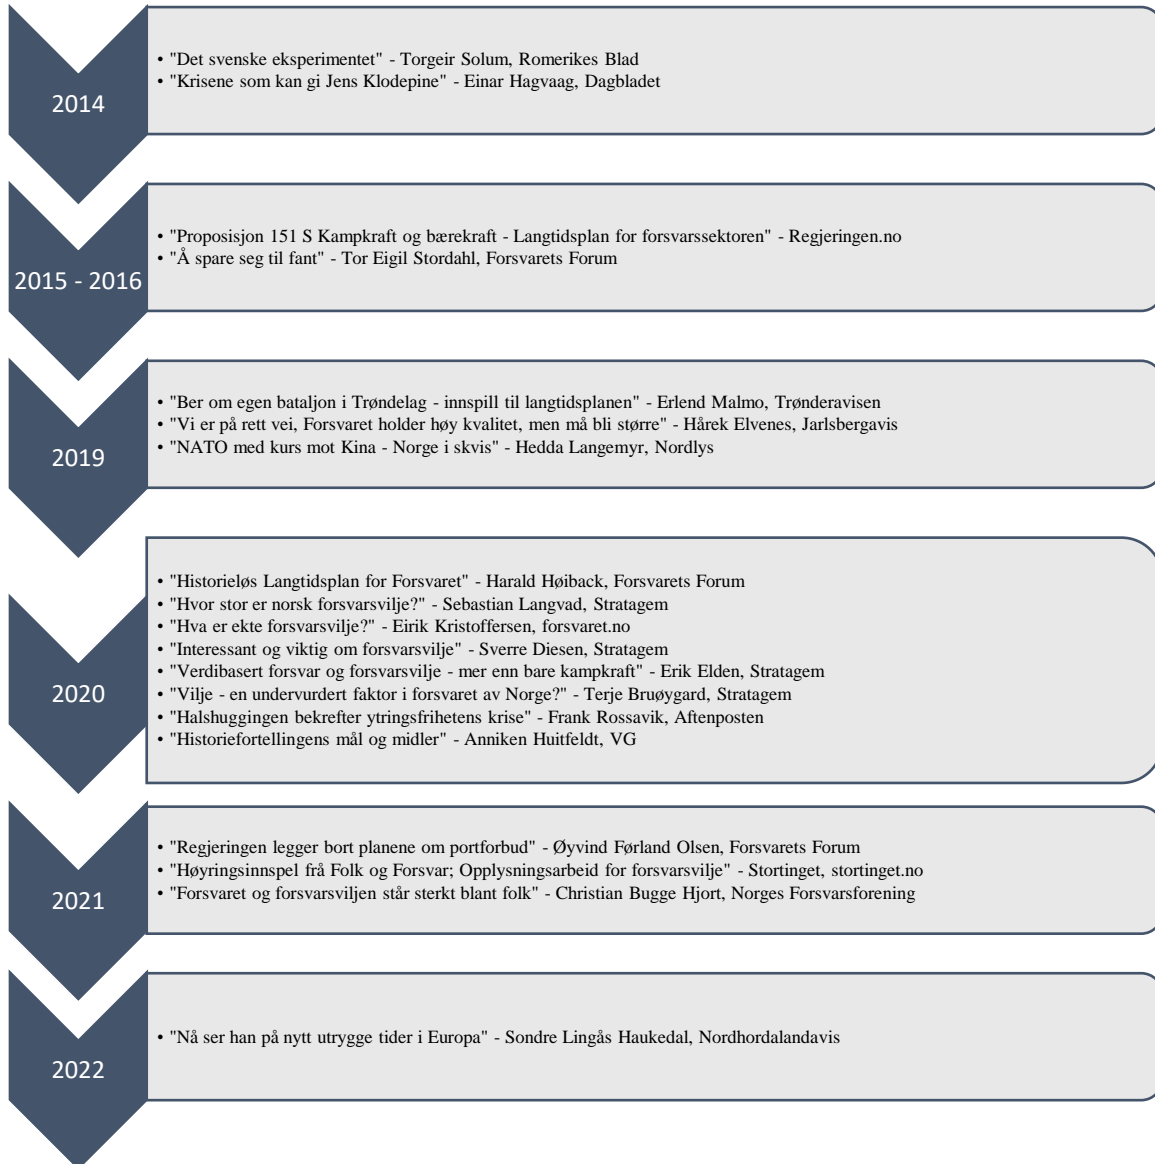 2014
• "Det svenske eksperimentet" - Torgeir Solum, Romerikes Blad
• "Krisene som kan gi Jens Klodepine" - Einar Hagvaag, Dagbladet
2015 - 2016
• "Proposisjon 151 S Kampkraft og bærekraft - Langtidsplan for forsvarssektoren" - Regjeringen.no
• "Å spare seg til fant" - Tor Eigil Stordahl, Forsvarets Forum
2019
• "Ber om egen bataljon i Trøndelag - innspill til langtidsplanen" - Erlend Malmo, Trønderavisen
• "Vi er på rett vei, Forsvaret holder høy kvalitet, men må bli større" - Hårek Elvenes, Jarlsbergavis
• "NATO med kurs mot Kina - Norge i skvis" - Hedda Langemyr, Nordlys
2020
• "Historieløs Langtidsplan for Forsvaret" - Harald Høiback, Forsvarets Forum
• "Hvor stor er norsk forsvarsvilje?" - Sebastian Langvad, Stratagem
• "Hva er ekte forsvarsvilje?" - Eirik Kristoffersen, forsvaret.no
• "Interessant og viktig om forsvarsvilje" - Sverre Diesen, Stratagem
• "Verdibasert forsvar og forsvarsvilje - mer enn bare kampkraft" - Erik Elden, Stratagem
• "Vilje - en undervurdert faktor i forsvaret av Norge?" - Terje Bruøygard, Stratagem
• "Halshuggingen bekrefter ytringsfrihetens krise" - Frank Rossavik, Aftenposten
• "Historiefortellingens mål og midler" - Anniken Huitfeldt, VG
2021
• "Regjeringen legger bort planene om portforbud" - Øyvind Førland Olsen, Forsvarets Forum
• "Høyringsinnspel frå Folk og Forsvar; Opplysningsarbeid for forsvarsvilje" - Stortinget, stortinget.no
• "Forsvaret og forsvarsviljen står sterkt blant folk" - Christian Bugge Hjort, Norges Forsvarsforening
2022
• "Nå ser han på nytt utrygge tider i Europa" - Sondre Lingås Haukedal, Nordhordalandavis